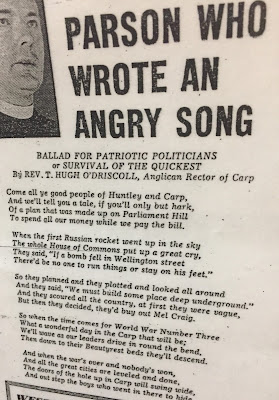 PARSON WHO
WROTE AN
ANGRY SONG
BALLAD FOR PATRIOTIC POLITICIANS
or SURVIVAL OF THE QUICKEST
By REV. T. HUGH O'DRISCOLL, Anglican Rector of Carp
Come all ye good people of Huntley and Carp,
And we'll tell you a tale, if you'll only but hark,
Of a plan that was made up on Parliament Hill
To spend all our money while we pay the bill.
When the first Russian rocket went up in the sky
The whole House of Commons put up a great cry,
They said, "If a bomb fell in Wellington street
There'd be no one to run things or stay on his feet."
So they planned and they plotted and looked all around
And they said, "We must build some place deep underground."
And they scoured all the country, at first they were vague,
But then they decided, they'd buy out Mel Craig.
So when the time comes for World War Number Three
What a wonderful day in the Carp that will be;
We'll wave as our leaders drive in round the bend,
Then down to their Beautyrest beds they'll descend.
And when the war's over and nobody's won,
And all the great cities are leveled and done,
The doors of the hole up in Carp will swing wide,
And out step the boys who went in there to hide